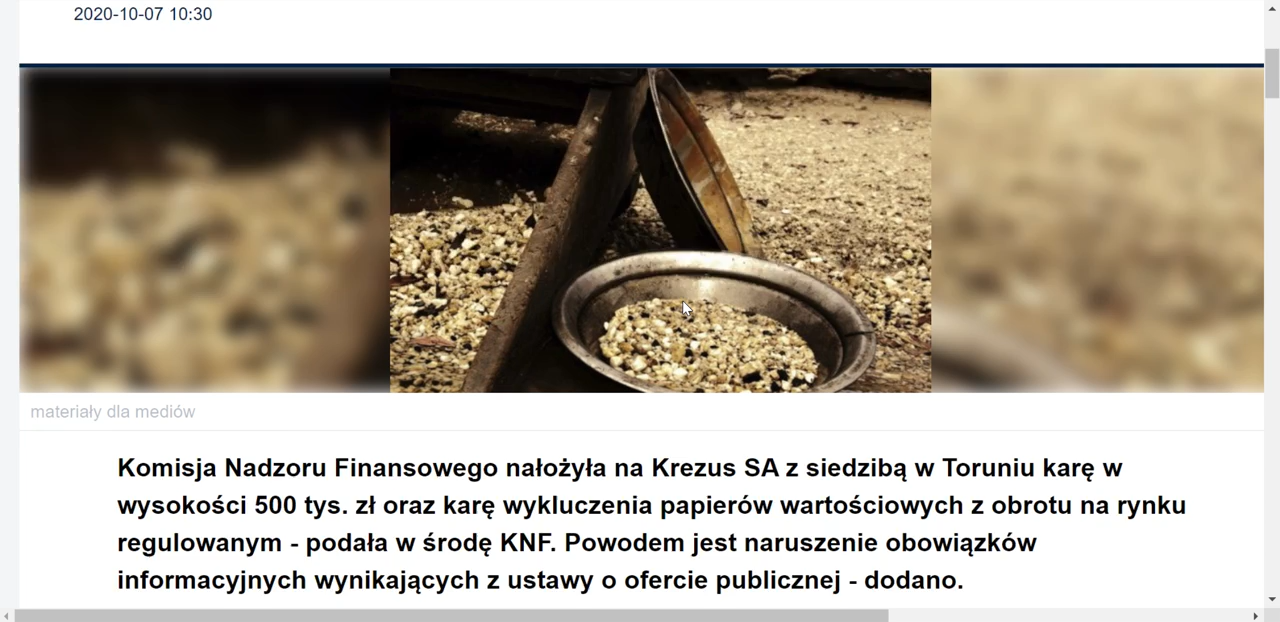 2020-10-07 10:30
materiały dla mediów
Komisja Nadzoru Finansowego nałożyła na Krezus SA z siedzibą w Toruniu karę w
wysokości 500 tys. zł oraz karę wykluczenia papierów wartościowych z obrotu na rynku
regulowanym - podała w środę KNF. Powodem jest naruszenie obowiązków
informacyjnych wynikających z ustawy o ofercie publicznej - dodano.